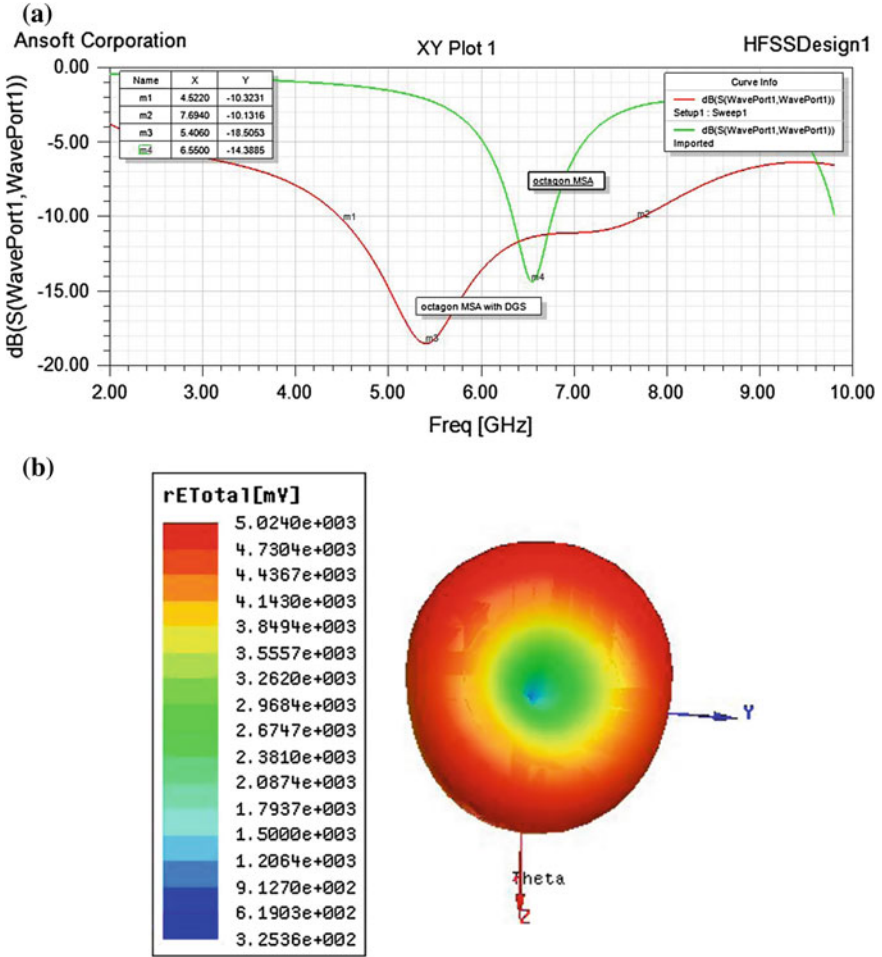 (a)
Ansoft Corporation XY Plot 1 HFSSDesign1
dB(S(WavePort1,WavePort1))
0.00
-5.00
-10.00
-15.00
-20.00
Name X Y
m1 4.5220 -10.3231
m2 7.6940 -10.1316
m3 5.4060 -18.5053
m4 6.5500 -14.3885
Curve Info
dB(S(WavePort1,WavePort1))
Setup1 : Sweep1
dB(S(WavePort1,WavePort1))
Imported
octagon MSA
m1
m2
m4
octagon MSA with DGS
m3
2.00 3.00 4.00 5.00 6.00 7.00 8.00 9.00 10.00
Freq [GHz]
(b)
rETotal[mV]
5.0240e+003
4.7304e+003
4.4367e+003
4.1430e+003
3.8494e+003
3.5557e+003
3.2620e+003
2.9684e+003
2.6747e+003
2.3810e+003
2.0874e+003
1.7937e+003
1.5000e+003
1.2064e+003
9.1270e+002
6.1903e+002
3.2536e+002
Y
Theta
Z